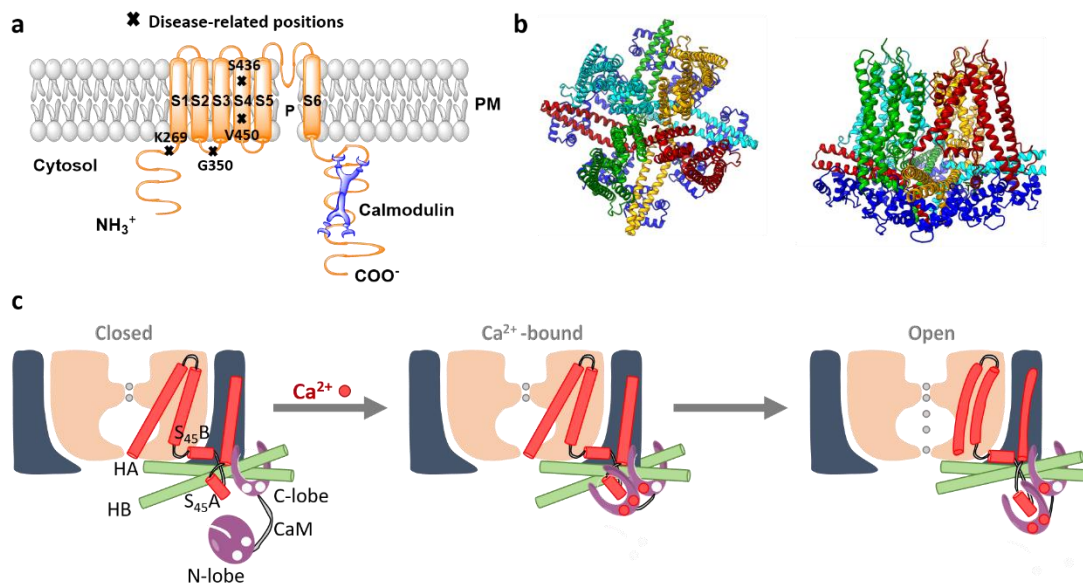 a
✖ Disease-related positions
S436
S1 S2 S3 S4 S5 P S6
PM
K269
V450
Cytosol
G350
Calmodulin
NH₃⁺
COO⁻
b
c
Closed
Ca²⁺
S₄₅B
HA
HB
S₄₅A
C-lobe
CaM
N-lobe
Ca²⁺-bound
Open